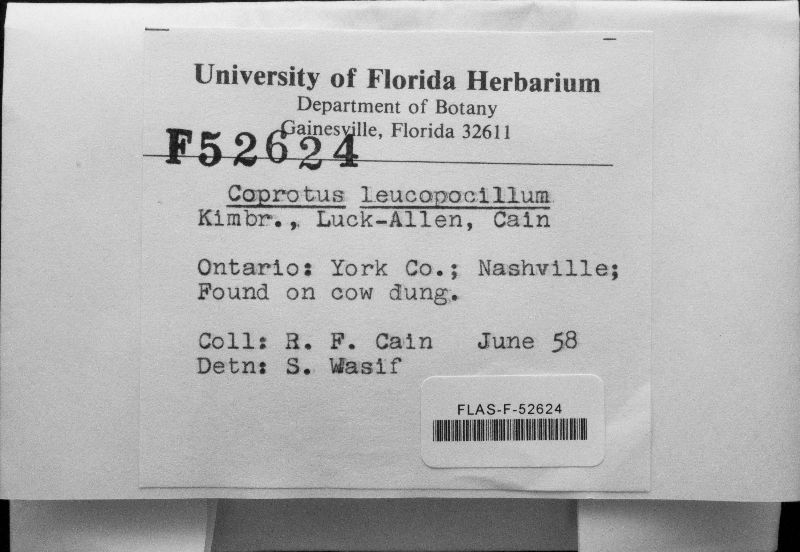 University of Florida Herbarium
Department of Botany
Gainesville, Florida 32611
F52624
Coprotus leucopocillum
Kimbr., Luck-Allen, Cain
Ontario: York Co.; Nashville;
Found on cow dung.
Coll: R. F. Cain June 58
Detn: S. Wasif
FLAS-F-52624